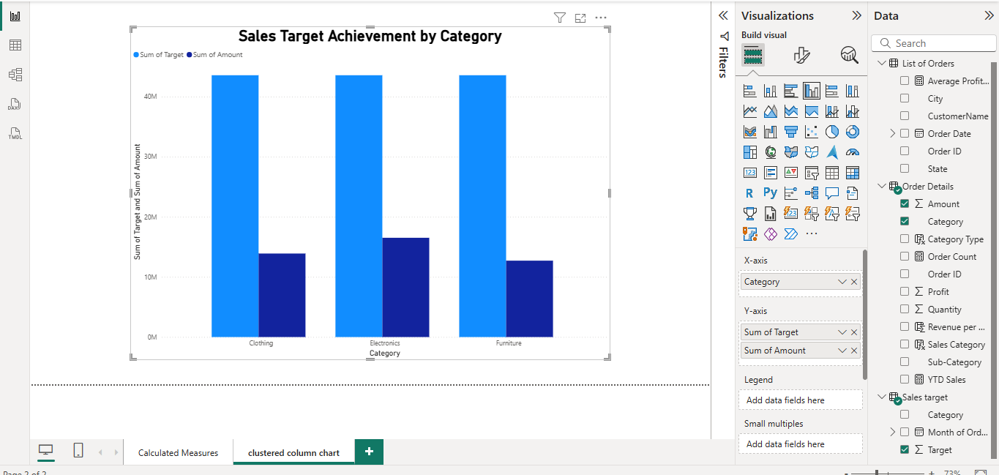 Sales Target Achievement by Category
Sum of Target Sum of Amount
40M
30M
20M
10M
0M
Sum of Target and Sum of Amount
Clothing Electronics Furniture
Category
DAX
TMDL
Filters
Visualizations
Build visual
123
R Py
123
X-axis
Category
Y-axis
Sum of Target
Sum of Amount
Legend
Add data fields here
Small multiples
Add data fields here
Data
Search
List of Orders
Average Profit...
City
CustomerName
Order Date
Order ID
State
Order Details
Amount
Category
Category Type
Order Count
Order ID
Profit
Quantity
Revenue per ...
Sales Category
Sub-Category
YTD Sales
Sales target
Category
Month of Ord...
Target
Calculated Measures clustered column chart +
Page 2 of 2
- + 73%